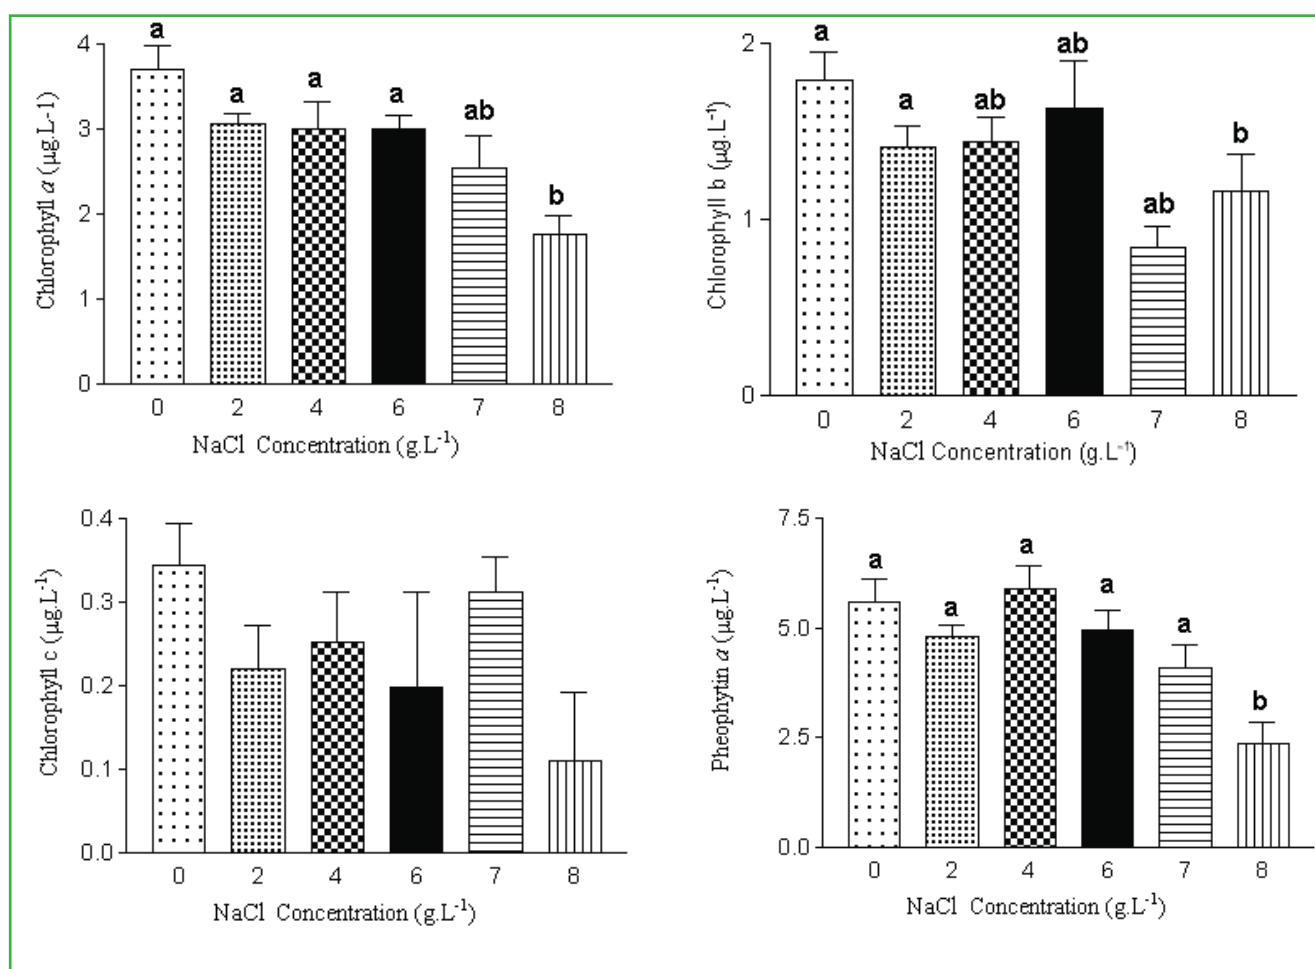 Chlorophyll a (μg.L-1)
4
3
2
1
0
a
a
a
a
ab
b
0 2 4 6 7 8
NaCl Concentration (g.L-1)
Chlorophyll b (μg.L-1)
2
1
0
a
a
ab
ab
ab
b
0 2 4 6 7 8
NaCl Concentration (g.L-1)
Chlorophyll c (μg.L-1)
0.4
0.3
0.2
0.1
0.0
0 2 4 6 7 8
NaCl Concentration (g.L-1)
Pheophytin a (μg.L-1)
7.5
5.0
2.5
0.0
a
a
a
a
a
b
0 2 4 6 7 8
NaCl Concentration (g.L-1)